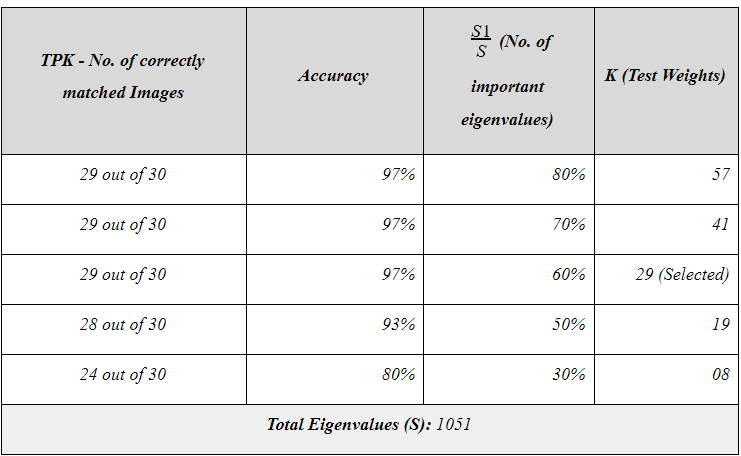 TPK - No. of correctly
matched Images
Accuracy
S1/S (No. of
important
eigenvalues)
K (Test Weights)
29 out of 30 97% 80% 57
29 out of 30 97% 70% 41
29 out of 30 97% 60% 29 (Selected)
28 out of 30 93% 50% 19
24 out of 30 80% 30% 08
Total Eigenvalues (S): 1051